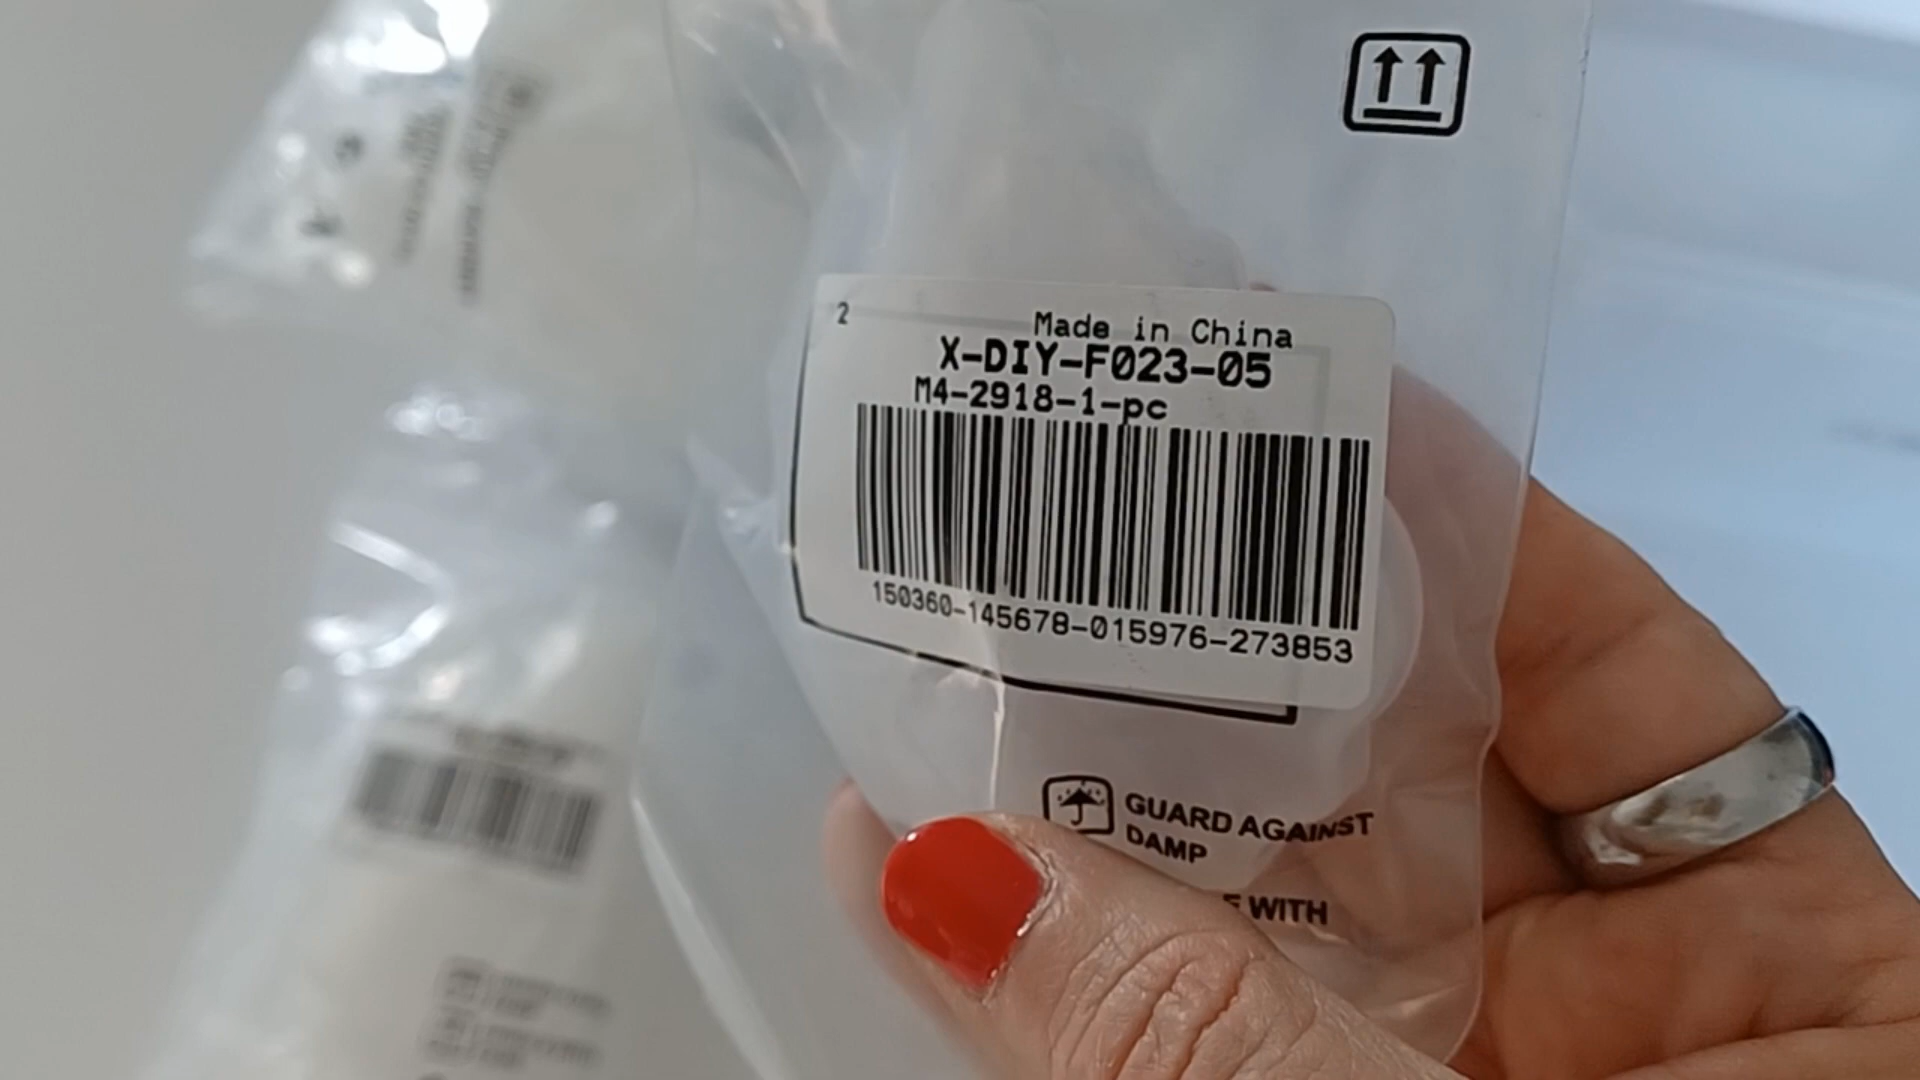 2
Made in China
X-DIY-F023-05
M4-2918-1-pc
150360-145678-015976-273853
GUARD AGAINST
DAMP
WITH